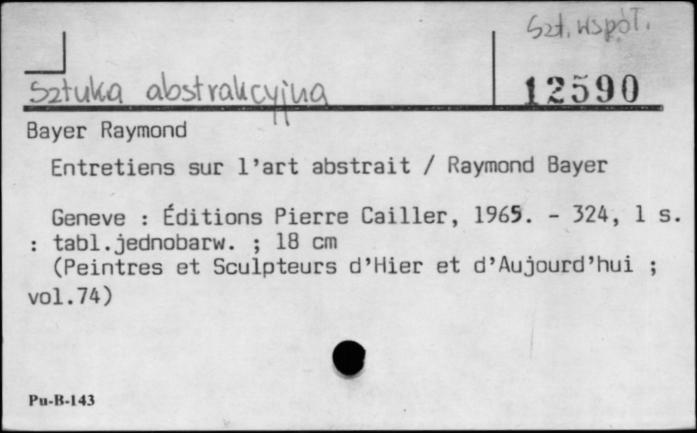 Szt. współ.
Sztuka abstrakcyjna
12590
Bayer Raymond
Entretiens sur l'art abstrait / Raymond Bayer
Geneve : Éditions Pierre Cailler, 1965. - 324, 1 s.
: tabl.jednobarw. ; 18 cm
(Peintres et Sculpteurs d'Hier et d'Aujourd'hui ;
vol.74)
Pu-B-143